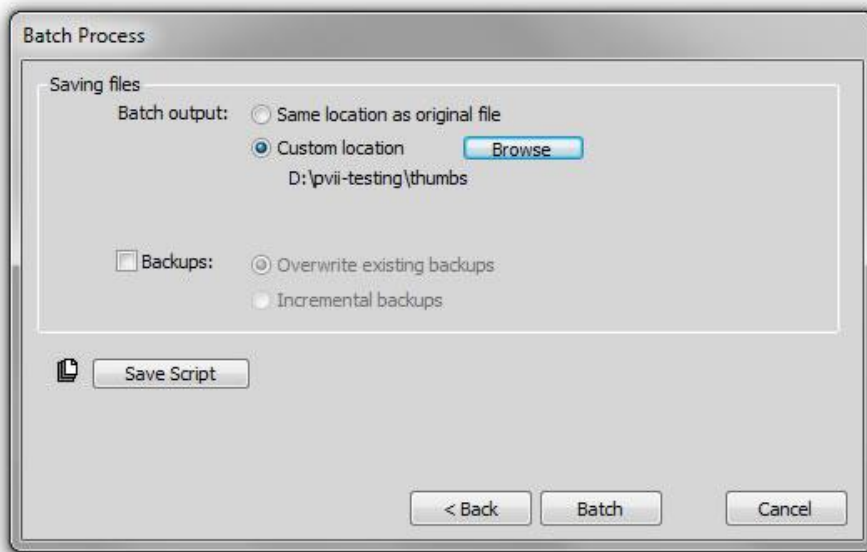 Batch Process
Saving files
Batch output: Same location as original file
Custom location Browse
D:\pvii-testing\thumbs
Backups: Overwrite existing backups
Incremental backups
Save Script
< Back Batch Cancel